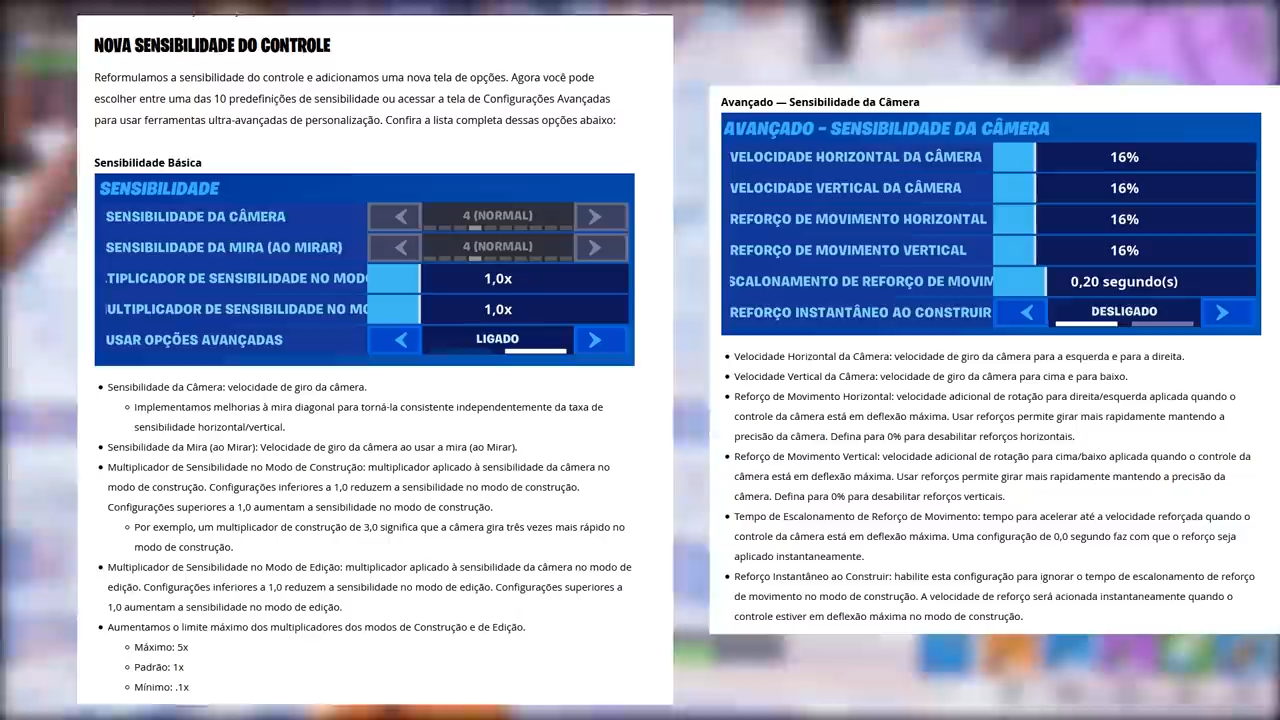 NOVA SENSIBILIDADE DO CONTROLE
Reformulamos a sensibilidade do controle e adicionamos uma nova tela de opções. Agora você pode
escolher entre uma das 10 predefinições de sensibilidade ou acessar a tela de Configurações Avançadas
para usar ferramentas ultra-avançadas de personalização. Confira a lista completa dessas opções abaixo:
Sensibilidade Básica
SENSIBILIDADE
SENSIBILIDADE DA CÂMERA 4 (NORMAL)
SENSIBILIDADE DA MIRA (AO MIRAR) 4 (NORMAL)
TIPLICADOR DE SENSIBILIDADE NO MODO 1,0x
ULTIPLICADOR DE SENSIBILIDADE NO MO 1,0x
USAR OPÇÕES AVANÇADAS LIGADO
• Sensibilidade da Câmera: velocidade de giro da câmera.
◦ Implementamos melhorias à mira diagonal para torná-la consistente independentemente da taxa de
sensibilidade horizontal/vertical.
• Sensibilidade da Mira (ao Mirar): Velocidade de giro da câmera ao usar a mira (ao Mirar).
• Multiplicador de Sensibilidade no Modo de Construção: multiplicador aplicado à sensibilidade da câmera no
modo de construção. Configurações inferiores a 1,0 reduzem a sensibilidade no modo de construção.
Configurações superiores a 1,0 aumentam a sensibilidade no modo de construção.
◦ Por exemplo, um multiplicador de construção de 3,0 significa que a câmera gira três vezes mais rápido no
modo de construção.
• Multiplicador de Sensibilidade no Modo de Edição: multiplicador aplicado à sensibilidade da câmera no modo de
edição. Configurações inferiores a 1,0 reduzem a sensibilidade no modo de edição. Configurações superiores a
1,0 aumentam a sensibilidade no modo de edição.
• Aumentamos o limite máximo dos multiplicadores dos modos de Construção e de Edição.
◦ Máximo: 5x
◦ Padrão: 1x
◦ Mínimo: .1x
Avançado — Sensibilidade da Câmera
AVANÇADO - SENSIBILIDADE DA CÂMERA
VELOCIDADE HORIZONTAL DA CÂMERA 16%
VELOCIDADE VERTICAL DA CÂMERA 16%
REFORÇO DE MOVIMENTO HORIZONTAL 16%
REFORÇO DE MOVIMENTO VERTICAL 16%
SCALONAMENTO DE REFORÇO DE MOVIM 0,20 segundo(s)
REFORÇO INSTANTÂNEO AO CONSTRUIR DESLIGADO
• Velocidade Horizontal da Câmera: velocidade de giro da câmera para a esquerda e para a direita.
• Velocidade Vertical da Câmera: velocidade de giro da câmera para cima e para baixo.
• Reforço de Movimento Horizontal: velocidade adicional de rotação para direita/esquerda aplicada quando o
controle da câmera está em deflexão máxima. Usar reforços permite girar mais rapidamente mantendo a
precisão da câmera. Defina para 0% para desabilitar reforços horizontais.
• Reforço de Movimento Vertical: velocidade adicional de rotação para cima/baixo aplicada quando o controle da
câmera está em deflexão máxima. Usar reforços permite girar mais rapidamente mantendo a precisão da
câmera. Defina para 0% para desabilitar reforços verticais.
• Tempo de Escalonamento de Reforço de Movimento: tempo para acelerar até a velocidade reforçada quando o
controle da câmera está em deflexão máxima. Uma configuração de 0,0 segundo faz com que o reforço seja
aplicado instantaneamente.
• Reforço Instantâneo ao Construir: habilite esta configuração para ignorar o tempo de escalonamento de reforço
de movimento no modo de construção. A velocidade de reforço será acionada instantaneamente quando o
controle estiver em deflexão máxima no modo de construção.